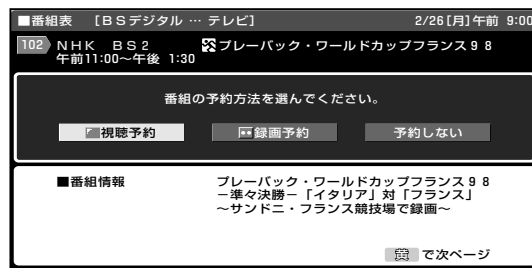 ■番組表 [BSデジタル … テレビ] 2/26[月]午前 9:00
102 NHK BS2 プレーバック・ワールドカップフランス98
午前11:00～午後 1:30
番組の予約方法を選んでください。
視聴予約 録画予約 予約しない
■番組情報 プレーバック・ワールドカップフランス98
－準々決勝－「イタリア」対「フランス」
～サンドニ・フランス競技場で録画～
黄 で次ページ